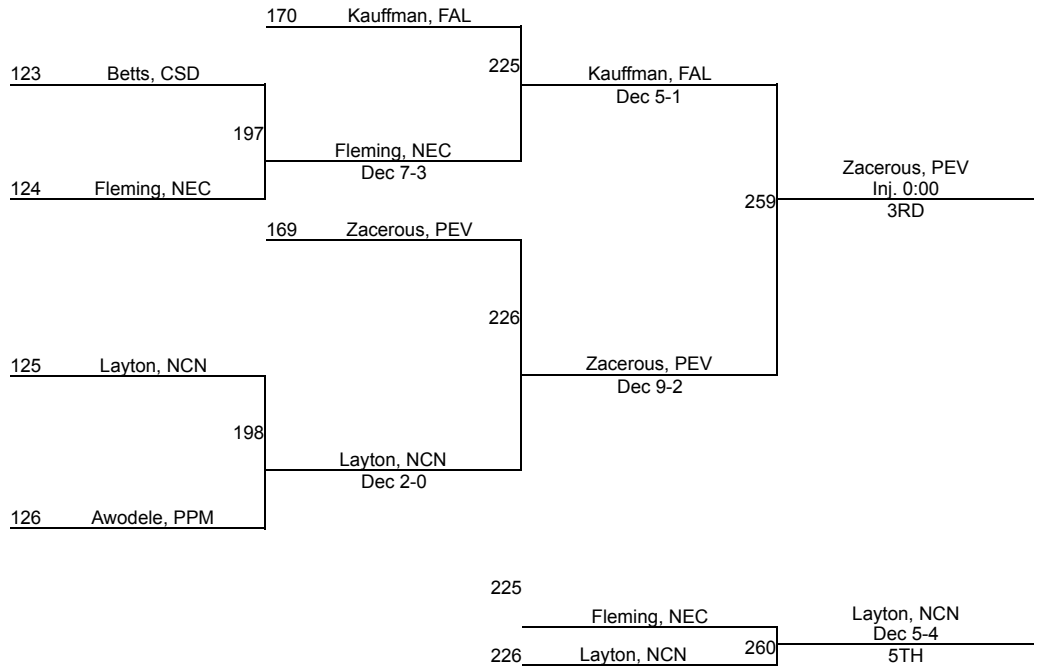 170 Kauffman, FAL
123 Betts, CSD
225
Kauffman, FAL
Dec 5-1
197
Fleming, NEC
Dec 7-3
124 Fleming, NEC
Zacerous, PEV
Inj. 0:00
3RD
259
169 Zacerous, PEV
226
125 Layton, NCN
Zacerous, PEV
Dec 9-2
198
Layton, NCN
Dec 2-0
126 Awodele, PPM
225
Fleming, NEC
Layton, NCN
Dec 5-4
5TH
260
226 Layton, NCN